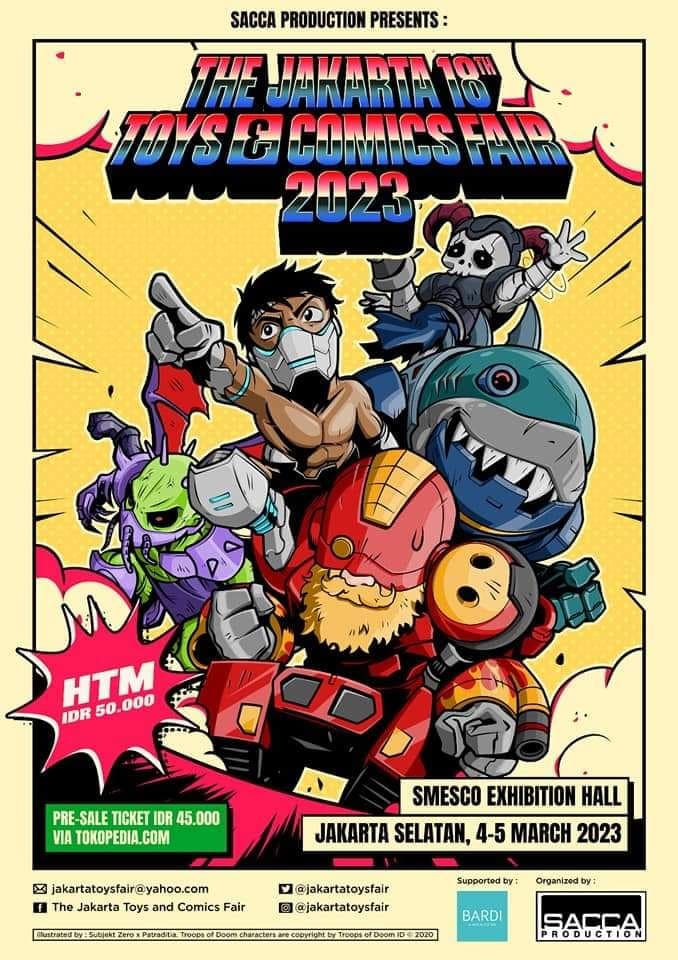 SACCA PRODUCTION PRESENTS :
THE JAKARTA 18TH
TOYS & COMICS FAIR
2023
HTM
IDR 50.000
SMESCO EXHIBITION HALL
JAKARTA SELATAN, 4-5 MARCH 2023
PRE-SALE TICKET IDR 45.000
VIA TOKOPEDIA.COM
jakartatoysfair@yahoo.com
@jakartatoysfair
The Jakarta Toys and Comics Fair
@jakartatoysfair
Supported by :
BARDI
Organized by :
SACCA
PRODUCTION
Illustrated by : Subjekt Zero x Patraditia. Troops of Doom characters are copyright by Troops of Doom ID © 2020